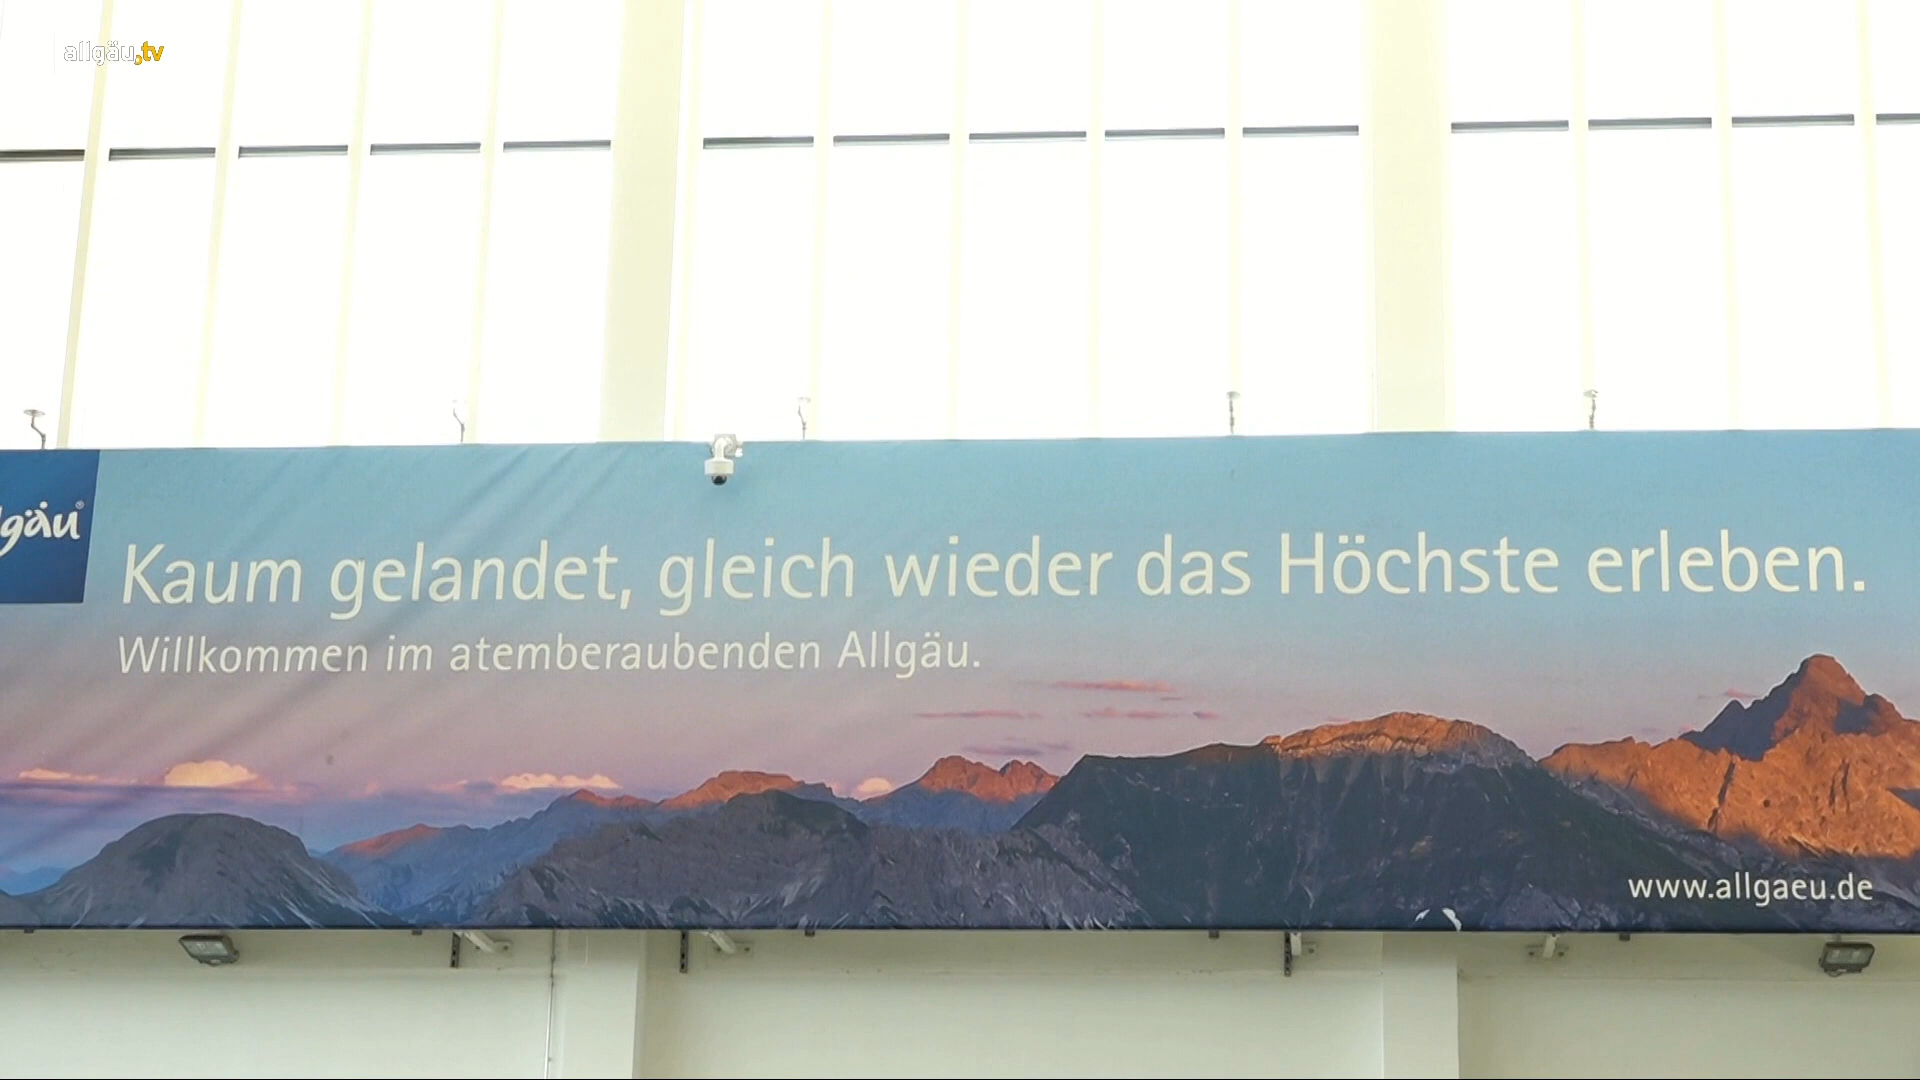 allgäu.tv
lgäu®
Kaum gelandet, gleich wieder das Höchste erleben.
Willkommen im atemberaubenden Allgäu.
www.allgaeu.de